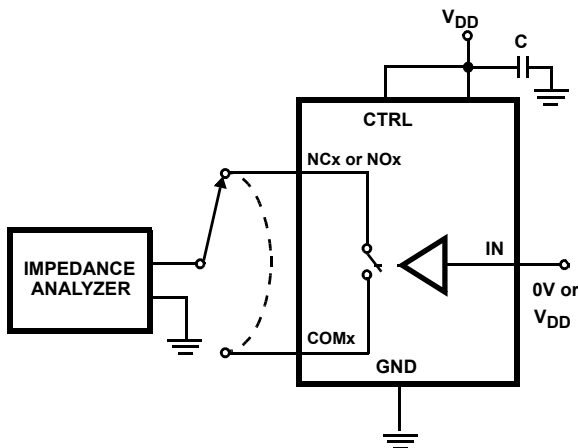 VDD
C
CTRL
NCx or NOx
IMPEDANCE
ANALYZER
IN
0V or
VDD
COMx
GND